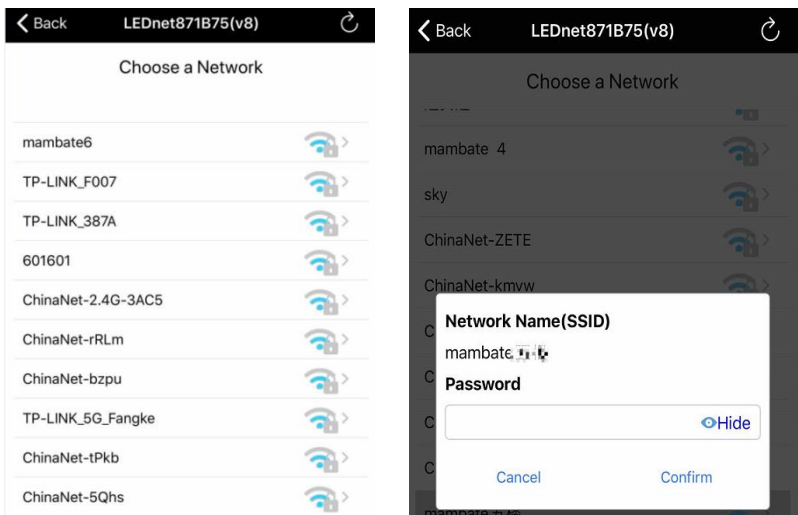 Back LEDnet871B75(v8)
Choose a Network
mambate6
TP-LINK_F007
TP-LINK_387A
601601
ChinaNet-2.4G-3AC5
ChinaNet-rRLm
ChinaNet-bzpu
TP-LINK_5G_Fangke
ChinaNet-tPkb
ChinaNet-5Qhs
Back LEDnet871B75(v8)
Choose a Network
mambate 4
sky
ChinaNet-ZETE
ChinaNet-kmvw
C
Network Name(SSID)
mambate
C
Password
C
Hide
C
Cancel Confirm
mambate